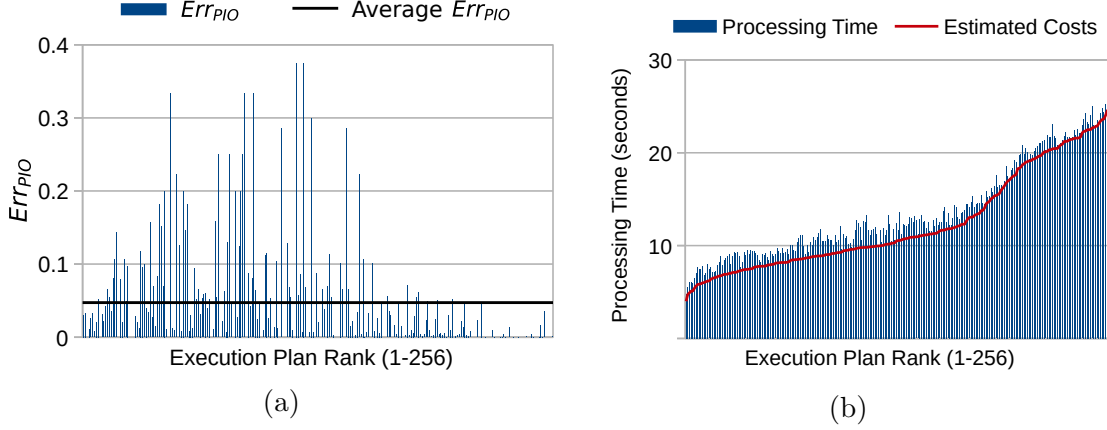 Err_PIO Average Err_PIO
0.4
0.3
0.2
0.1
0
Err_PIO
Execution Plan Rank (1-256)
(a)
Processing Time Estimated Costs
30
20
10
Processing Time (seconds)
Execution Plan Rank (1-256)
(b)